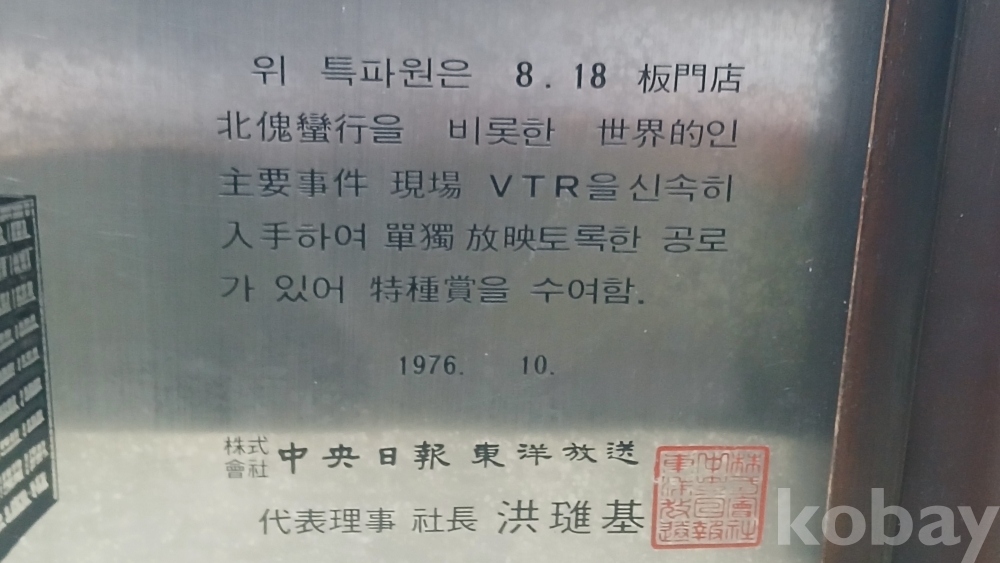 위 특파원은 8.18 板門店
北傀蠻行을 비롯한 世界的인
主要事件 現場 VTR을 신속히
入手하여 單獨 放映토록한 공로
가 있어 特種賞을 수여함.
1976. 10.
株式會社 中央日報 東洋放送
代表理事 社長 洪璡基
kobay